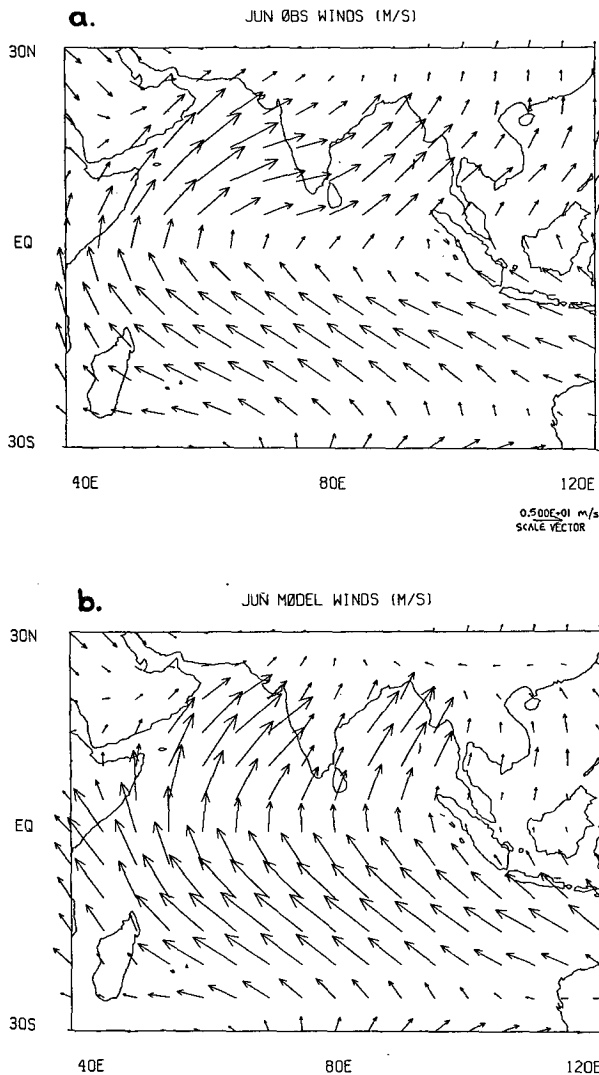 a.
JUN ØBS WINDS (M/S)
30N
EQ
30S
40E 80E 120E
0.500E+01 m/s
SCALE VECTOR
b.
JUN MØDEL WINDS (M/S)
30N
EQ
30S
40E 80E 120E